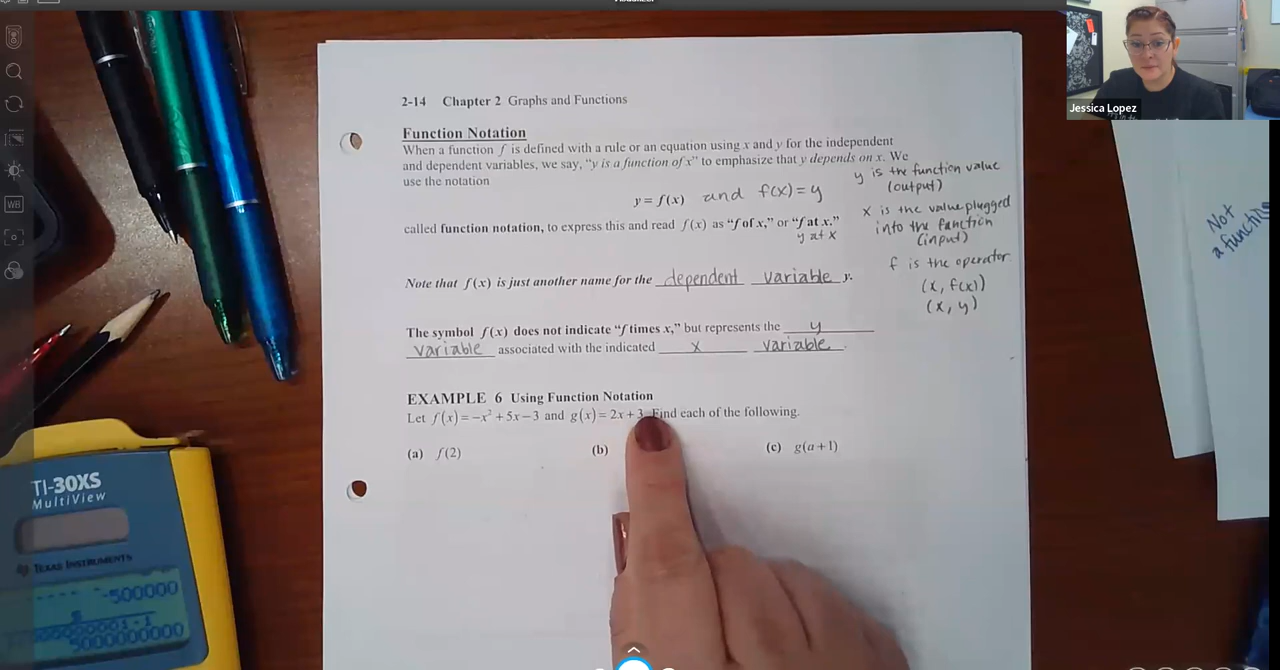 Jessica Lopez
2-14 Chapter 2 Graphs and Functions
Function Notation
When a function f is defined with a rule or an equation using x and y for the independent
and dependent variables, we say, “y is a function of x” to emphasize that y depends on x. We
use the notation
y = f(x) and f(x) = y
called function notation, to express this and read f(x) as “f of x,” or “f at x.”
y at x
y is the function value
(output)
x is the value plugged
into the function
(input)
f is the operator
(x, f(x))
(x, y)
Note that f(x) is just another name for the dependent variable y.
The symbol f(x) does not indicate “f times x,” but represents the y
variable associated with the indicated x variable.
EXAMPLE 6 Using Function Notation
Let f(x) = −x² + 5x − 3 and g(x) = 2x + 3. Find each of the following.
(a) f(2)
(b)
(c) g(a + 1)
Not
a function
WB
TI-30XS
MultiView
TEXAS INSTRUMENTS
-500000
5000000000